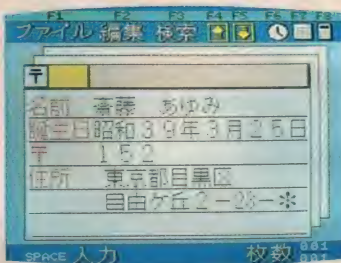 F1 F2 F3 F4 F5 F6 F7 F8
ファイル 編集 検索
〒
名前 斎藤 あゆみ
誕生日 昭和39年3月25日
〒 152
住所 東京都目黒区
自由ケ丘2-23-*
SPACE 入力 枚数 001
001